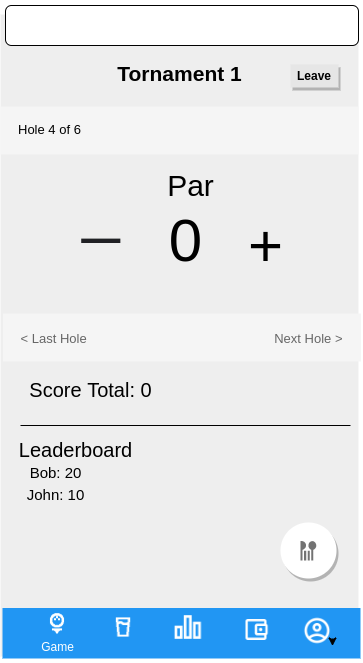 Tornament 1
Leave
Hole 4 of 6
Par
— 0 +
< Last Hole
Next Hole >
Score Total: 0
Leaderboard
Bob: 20
John: 10
Game